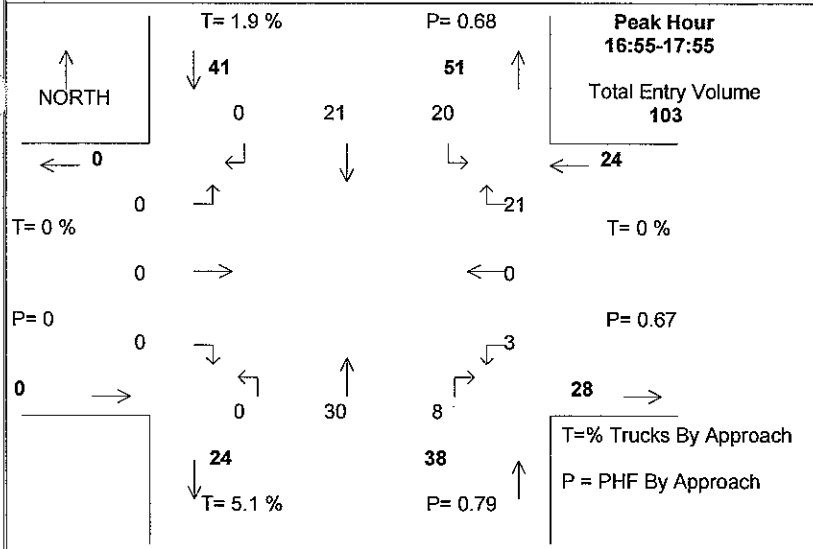 T= 1.9 % P= 0.68 Peak Hour
16:55-17:55
41 51
NORTH Total Entry Volume
0 21 20 103
0 24
0 21
T= 0 % T= 0 %
0 0
P= 0 P= 0.67
0 3
0 28
0 30 8
T=% Trucks By Approach
24 38
P = PHF By Approach
T= 5.1 % P= 0.79